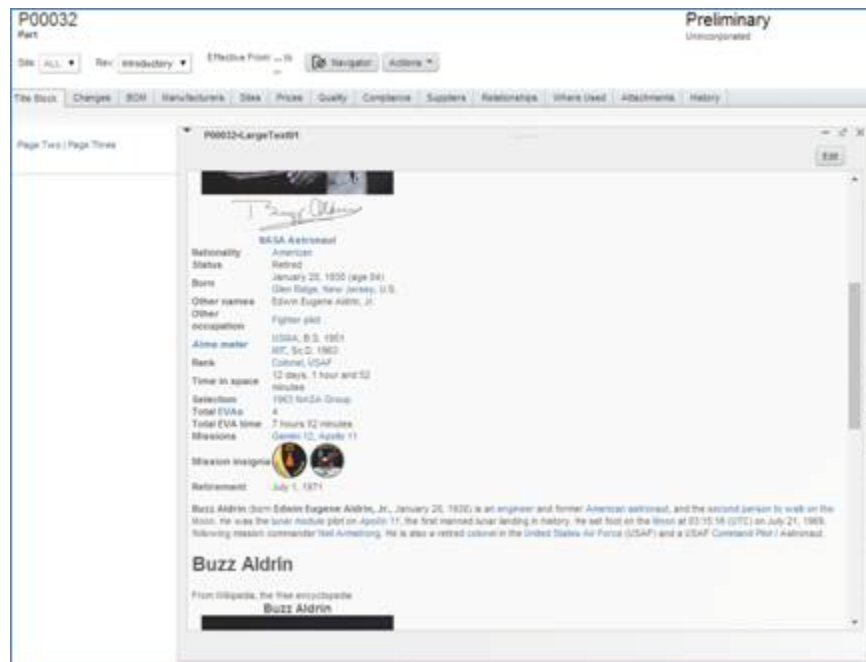 P00032
Preliminary
Part
Unincorporated
Site: ALL Rev: Introductory Effective From: ... to ... Navigator Actions
Title Block Changes BOM Manufacturers Sites Prices Quality Compliance Suppliers Relationships Where Used Attachments History
Page Two | Page Three
P00032-LargeText01
Edit
NASA Astronaut
Nationality American
Status Retired
Born January 20, 1930 (age 84)
Glen Ridge, New Jersey, U.S.
Other names Edwin Eugene Aldrin, Jr.
Other occupation Fighter pilot
Alma mater USMA, B.S. 1951
MIT, Sc.D. 1963
Rank Colonel, USAF
Time in space 12 days, 1 hour and 52
minutes
Selection 1963 NASA Group
Total EVAs 4
Total EVA time 7 hours 52 minutes
Missions Gemini 12, Apollo 11
Mission insignia
Retirement July 1, 1971
Buzz Aldrin (born Edwin Eugene Aldrin, Jr., January 20, 1930) is an engineer and former American astronaut, and the second person to walk on the
Moon. He was the lunar module pilot on Apollo 11, the first manned lunar landing in history. He set foot on the Moon at 03:15:16 (UTC) on July 21, 1969,
following mission commander Neil Armstrong. He is also a retired colonel in the United States Air Force (USAF) and a USAF Command Pilot / Astronaut.
Buzz Aldrin
From Wikipedia, the free encyclopedia
Buzz Aldrin